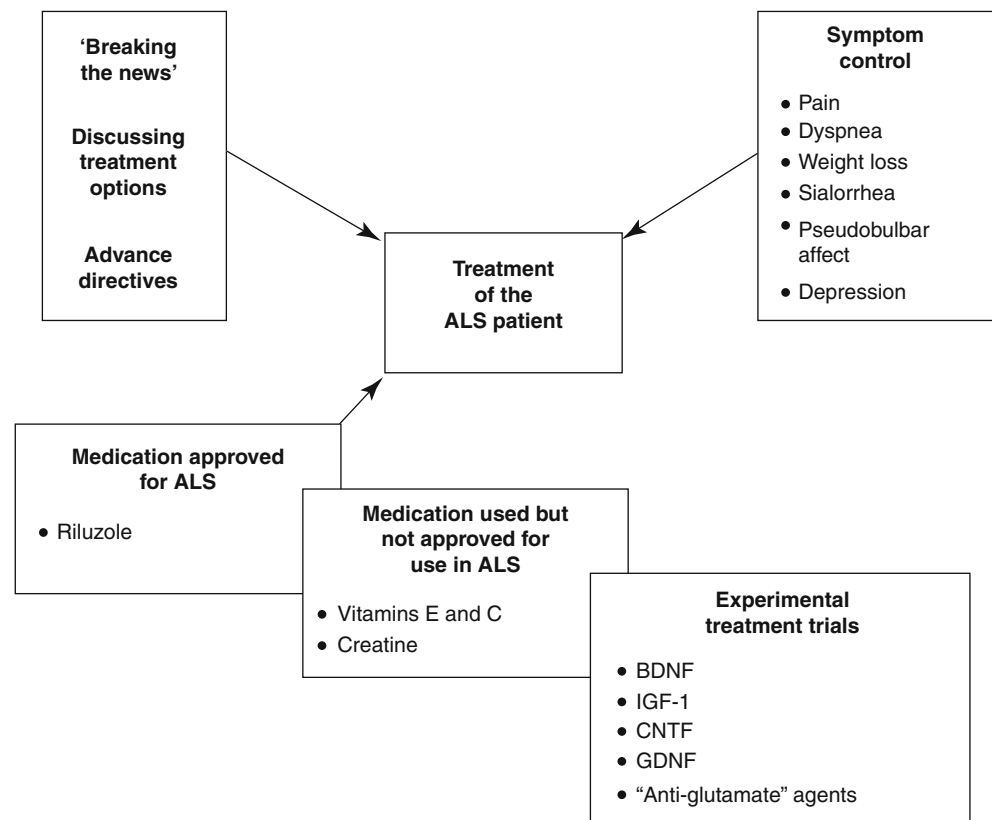 ‘Breaking
the news’
Discussing
treatment
options
Advance
directives
Symptom
control
• Pain
• Dyspnea
• Weight loss
• Sialorrhea
• Pseudobulbar
affect
• Depression
Treatment
of the
ALS patient
Medication approved
for ALS
• Riluzole
Medication used but
not approved for
use in ALS
• Vitamins E and C
• Creatine
Experimental
treatment trials
• BDNF
• IGF-1
• CNTF
• GDNF
• “Anti-glutamate” agents